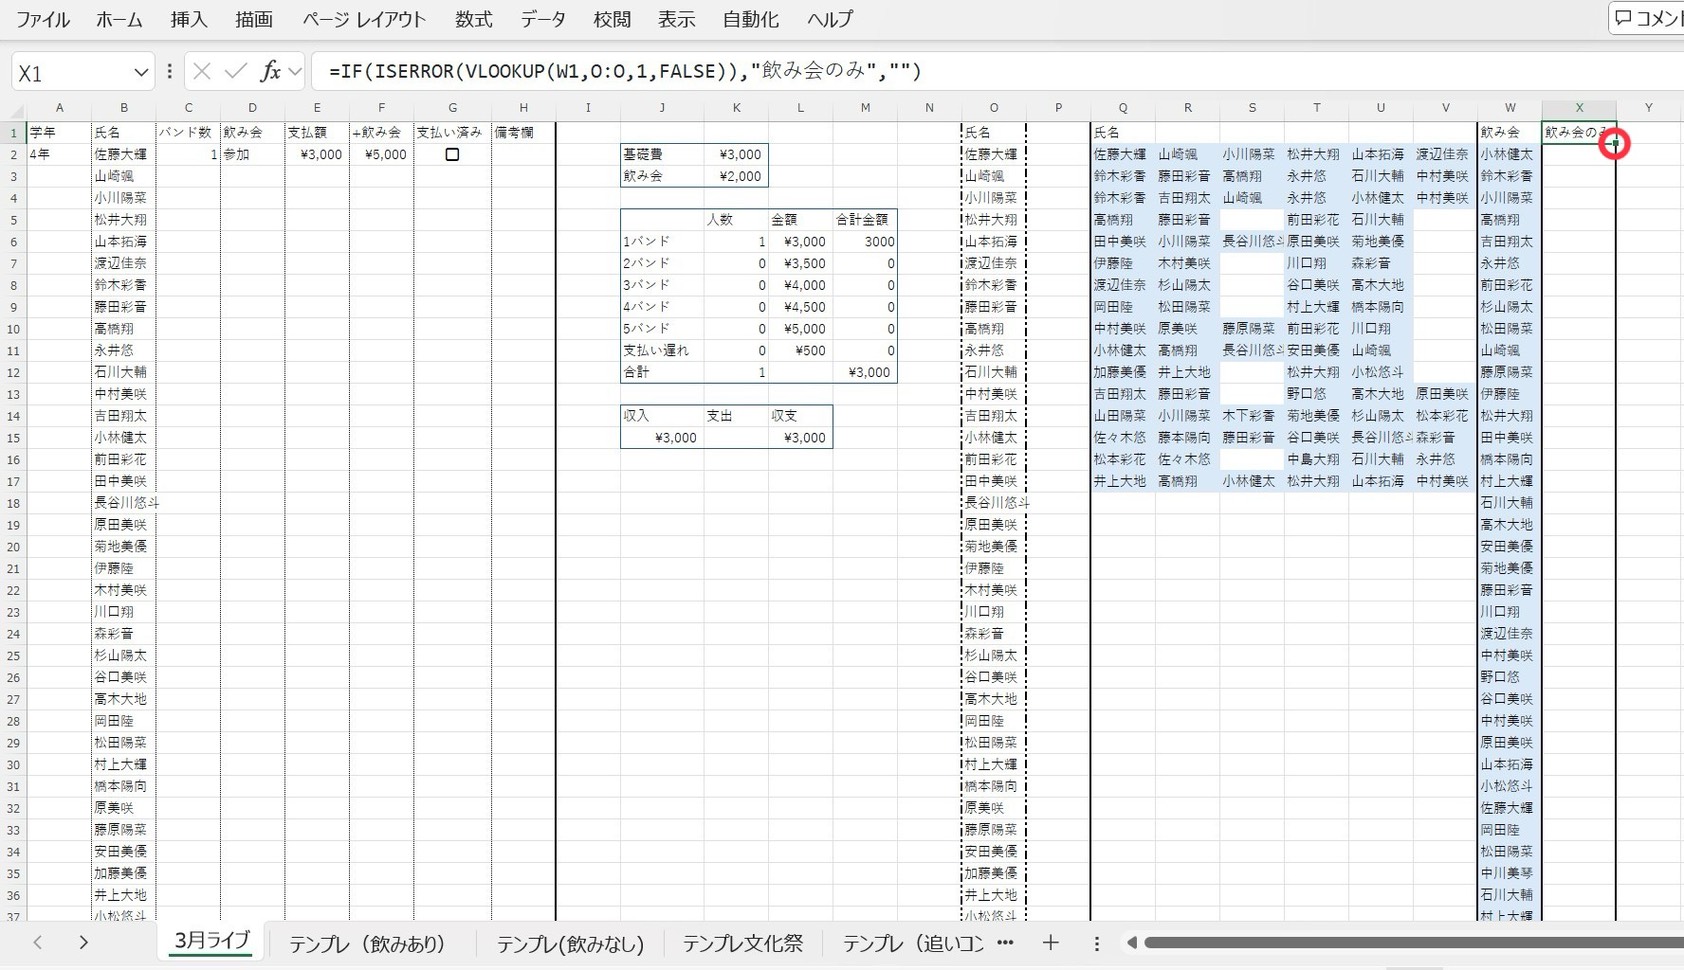 ファイル ホーム 挿入 描画 ページ レイアウト 数式 データ 校閲 表示 自動化 ヘルプ
X1 fx =IF(ISERROR(VLOOKUP(W1,O:O,1,FALSE)),"飲み会のみ","")
A B C D E F G H I J K L M N O P Q R S T U V W X Y
1 学年 氏名 バンド数 飲み会 支払額 +飲み会 支払い済み 備考欄 氏名 氏名 飲み会 飲み会のみ
2 4年 佐藤大輝 1 参加 ¥3,000 ¥5,000 基礎費 ¥3,000 佐藤大輝 佐藤大輝 山崎颯 小川陽菜 松井大翔 山本拓海 渡辺佳奈 小林健太
3 山崎颯 飲み会 ¥2,000 山崎颯 鈴木彩香 藤田彩音 高橋翔 永井悠 石川大輔 中村美咲 鈴木彩香
4 小川陽菜 小川陽菜 鈴木彩香 吉田翔太 山崎颯 永井悠 小林健太 中村美咲 小川陽菜
5 松井大翔 人数 金額 合計金額 松井大翔 高橋翔 藤田彩音 前田彩花 石川大輔 高橋翔
6 山本拓海 1バンド 1 ¥3,000 3000 山本拓海 田中美咲 小川陽菜 長谷川悠斗 原田美咲 菊地美優 吉田翔太
7 渡辺佳奈 2バンド 0 ¥3,500 0 渡辺佳奈 伊藤陸 木村美咲 川口翔 森彩音 永井悠
8 鈴木彩香 3バンド 0 ¥4,000 0 鈴木彩香 渡辺佳奈 杉山陽太 谷口美咲 高木大地 前田彩花
9 藤田彩音 4バンド 0 ¥4,500 0 藤田彩音 岡田陸 松田陽菜 村上大輝 橋本陽向 杉山陽太
10 高橋翔 5バンド 0 ¥5,000 0 高橋翔 中村美咲 原美咲 藤原陽菜 前田彩花 川口翔 松田陽菜
11 永井悠 支払い遅れ 0 ¥500 0 永井悠 小林健太 高橋翔 長谷川悠斗 安田美優 山崎颯 山崎颯
12 石川大輔 合計 1 ¥3,000 石川大輔 加藤美優 井上大地 松井大翔 小松悠斗 藤原陽菜
13 中村美咲 中村美咲 吉田翔太 藤田彩音 野口悠 高木大地 原田美咲 伊藤陸
14 吉田翔太 収入 支出 収支 吉田翔太 山田陽菜 小川陽菜 木下彩香 菊地美優 杉山陽太 松本彩花 松井大翔
15 小林健太 ¥3,000 ¥3,000 小林健太 佐々木悠 藤本陽向 藤田彩音 谷口美咲 長谷川悠斗 森彩音 田中美咲
16 前田彩花 前田彩花 松本彩花 佐々木悠 中島大翔 石川大輔 永井悠 橋本陽向
17 田中美咲 田中美咲 井上大地 高橋翔 小林健太 松井大翔 山本拓海 中村美咲 村上大輝
18 長谷川悠斗 長谷川悠斗 石川大輔
19 原田美咲 原田美咲 高木大地
20 菊地美優 菊地美優 安田美優
21 伊藤陸 伊藤陸 菊地美優
22 木村美咲 木村美咲 藤田彩音
23 川口翔 川口翔 川口翔
24 森彩音 森彩音 渡辺佳奈
25 杉山陽太 杉山陽太 中村美咲
26 谷口美咲 谷口美咲 野口悠
27 高木大地 高木大地 谷口美咲
28 岡田陸 岡田陸 中村美咲
29 松田陽菜 松田陽菜 原田美咲
30 村上大輝 村上大輝 山本拓海
31 橋本陽向 橋本陽向 小松悠斗
32 原美咲 原美咲 佐藤大輝
33 藤原陽菜 藤原陽菜 岡田陸
34 安田美優 安田美優 松田陽菜
35 加藤美優 加藤美優 中川美琴
36 井上大地 井上大地 石川大輔
37 小松悠斗 小松悠斗 村上大輝
3月ライブ テンプレ（飲みあり） テンプレ(飲みなし) テンプレ文化祭 テンプレ（追いコン
コメント